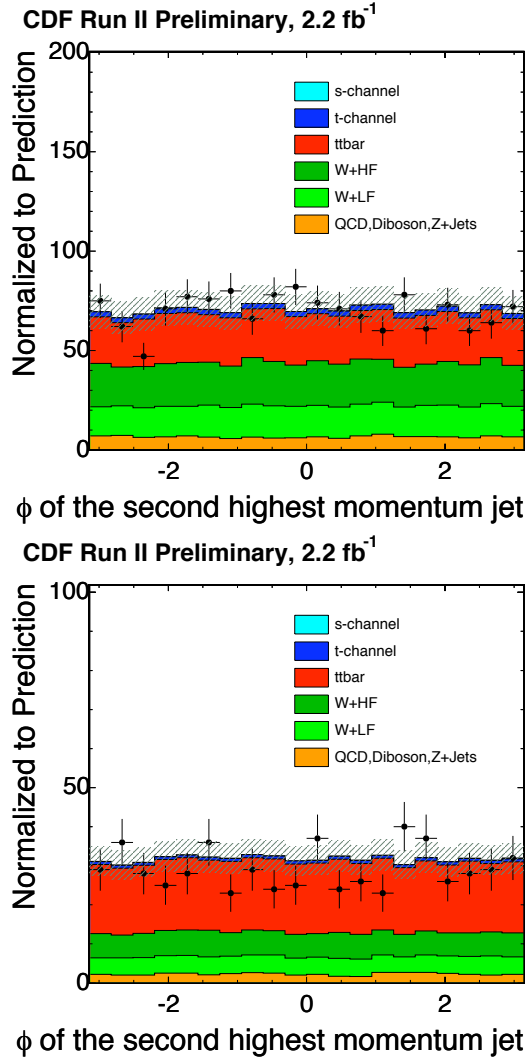 CDF Run II Preliminary, 2.2 fb⁻¹
Normalized to Prediction
200
150
100
50
0
s-channel
t-channel
ttbar
W+HF
W+LF
QCD,Diboson,Z+Jets
-2 0 2
ϕ of the second highest momentum jet
CDF Run II Preliminary, 2.2 fb⁻¹
Normalized to Prediction
100
50
0
s-channel
t-channel
ttbar
W+HF
W+LF
QCD,Diboson,Z+Jets
-2 0 2
ϕ of the second highest momentum jet